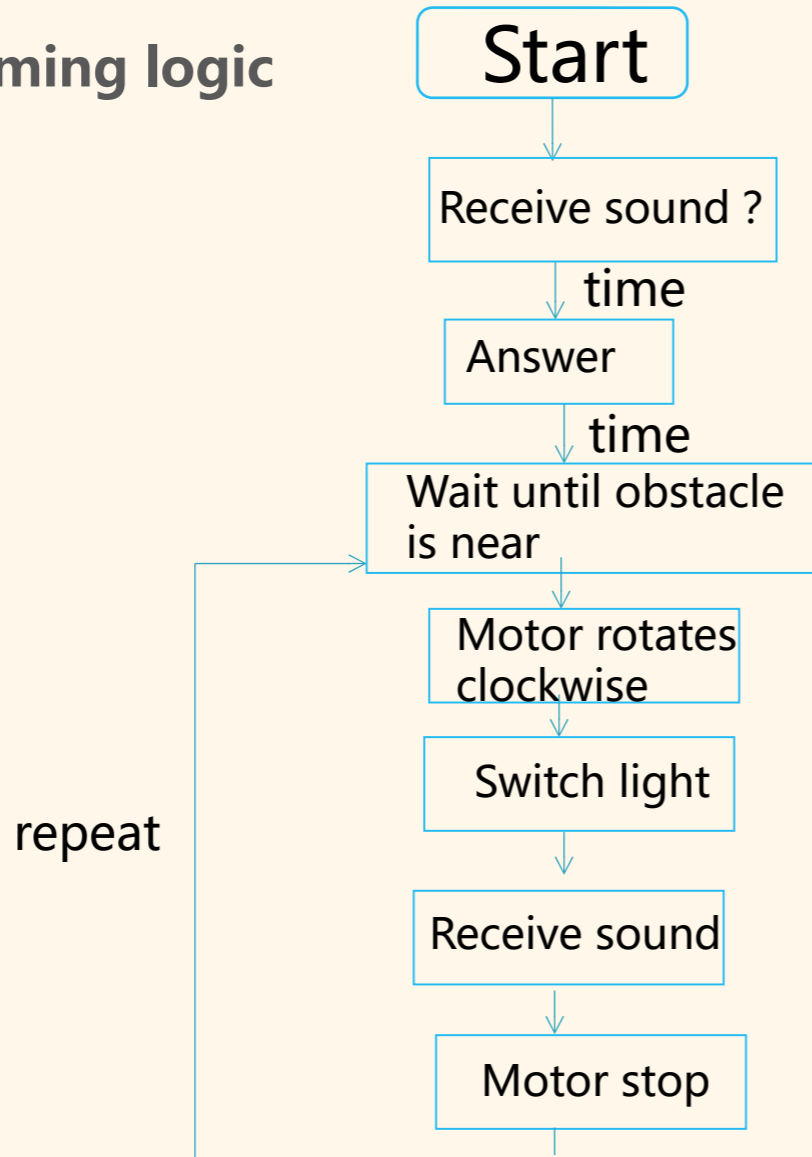 ming logic
Start
Receive sound ?
time
Answer
time
Wait until obstacle
is near
Motor rotates
clockwise
Switch light
repeat
Receive sound
Motor stop